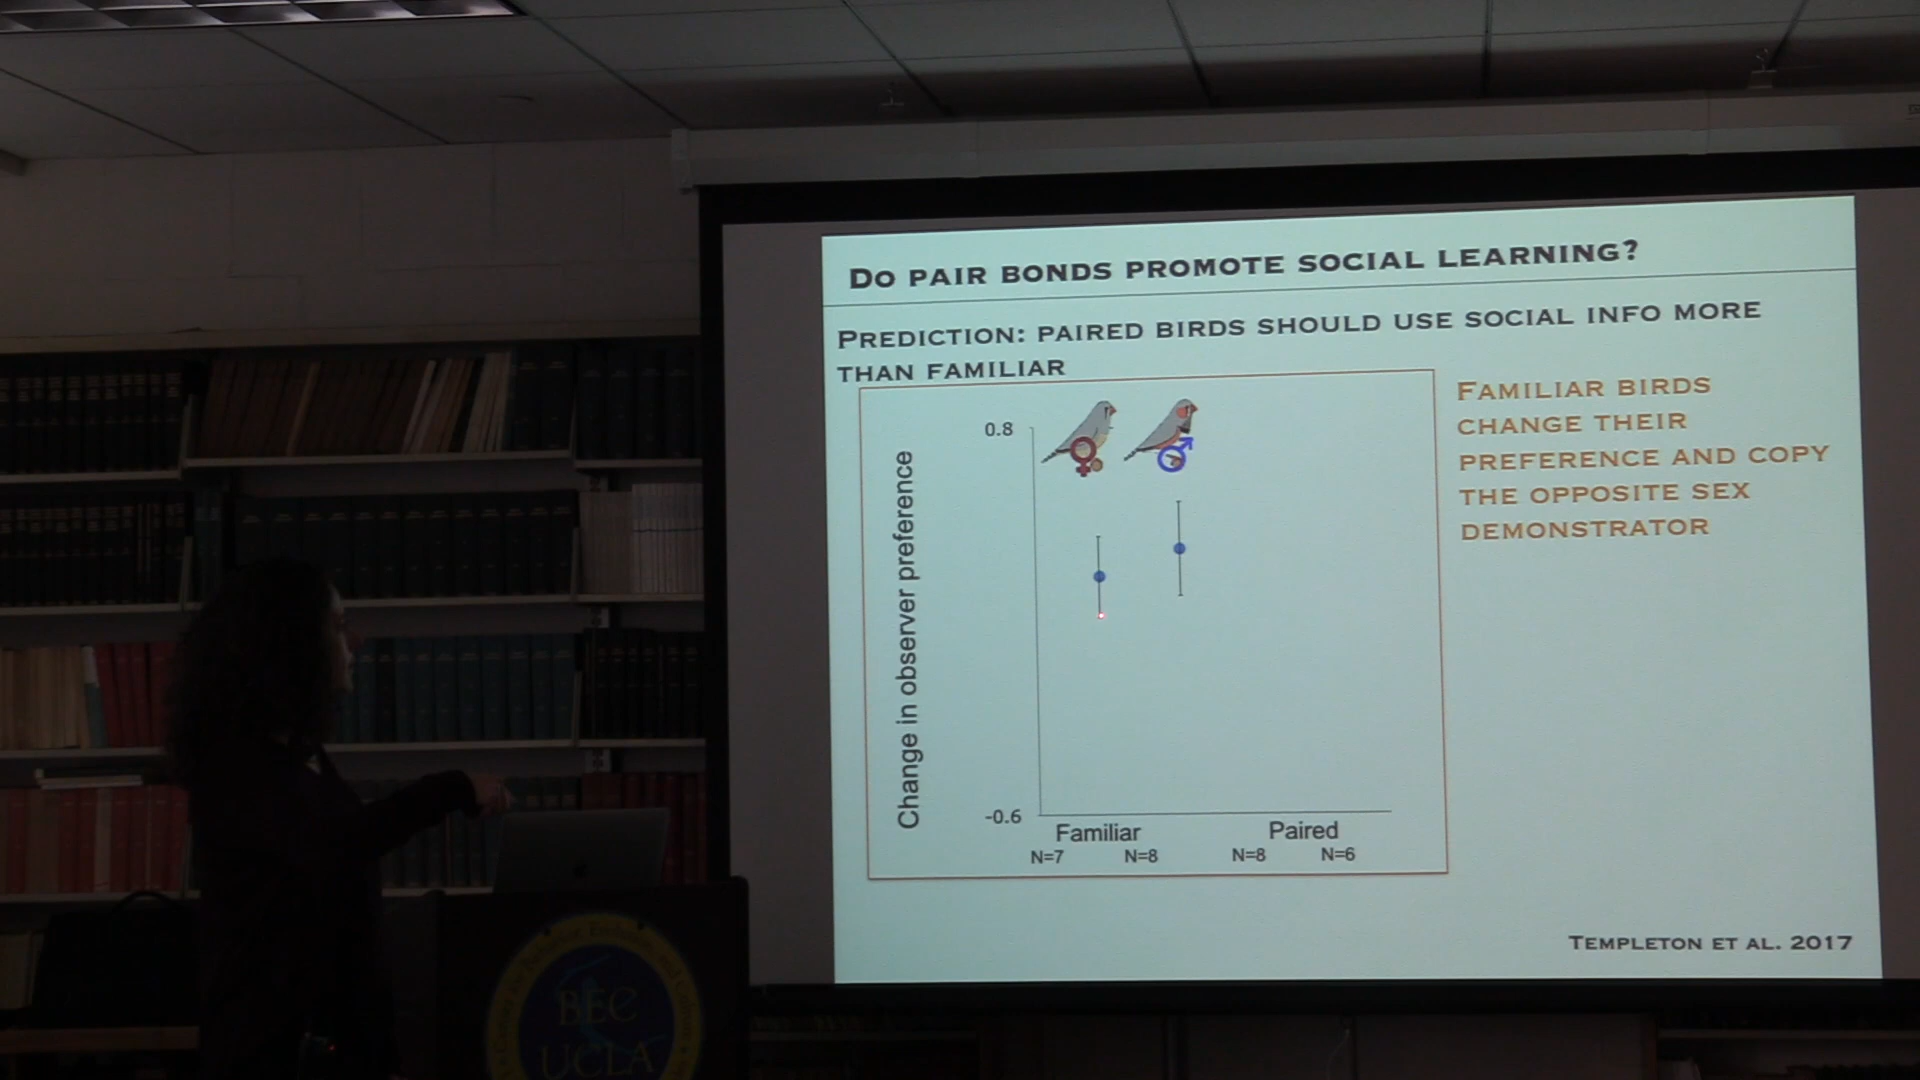 DO PAIR BONDS PROMOTE SOCIAL LEARNING?
PREDICTION: PAIRED BIRDS SHOULD USE SOCIAL INFO MORE
THAN FAMILIAR
FAMILIAR BIRDS
CHANGE THEIR
PREFERENCE AND COPY
THE OPPOSITE SEX
DEMONSTRATOR
0.8
Change in observer preference
-0.6
Familiar
Paired
N=7
N=8
N=8
N=6
TEMPLETON ET AL. 2017
BEC
UCLA